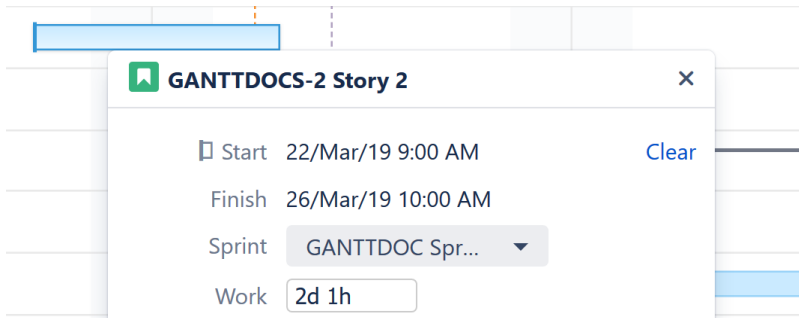 GANTTDOCS-2 Story 2
Start 22/Mar/19 9:00 AM Clear
Finish 26/Mar/19 10:00 AM
Sprint GANTTDOC Spr...
Work 2d 1h